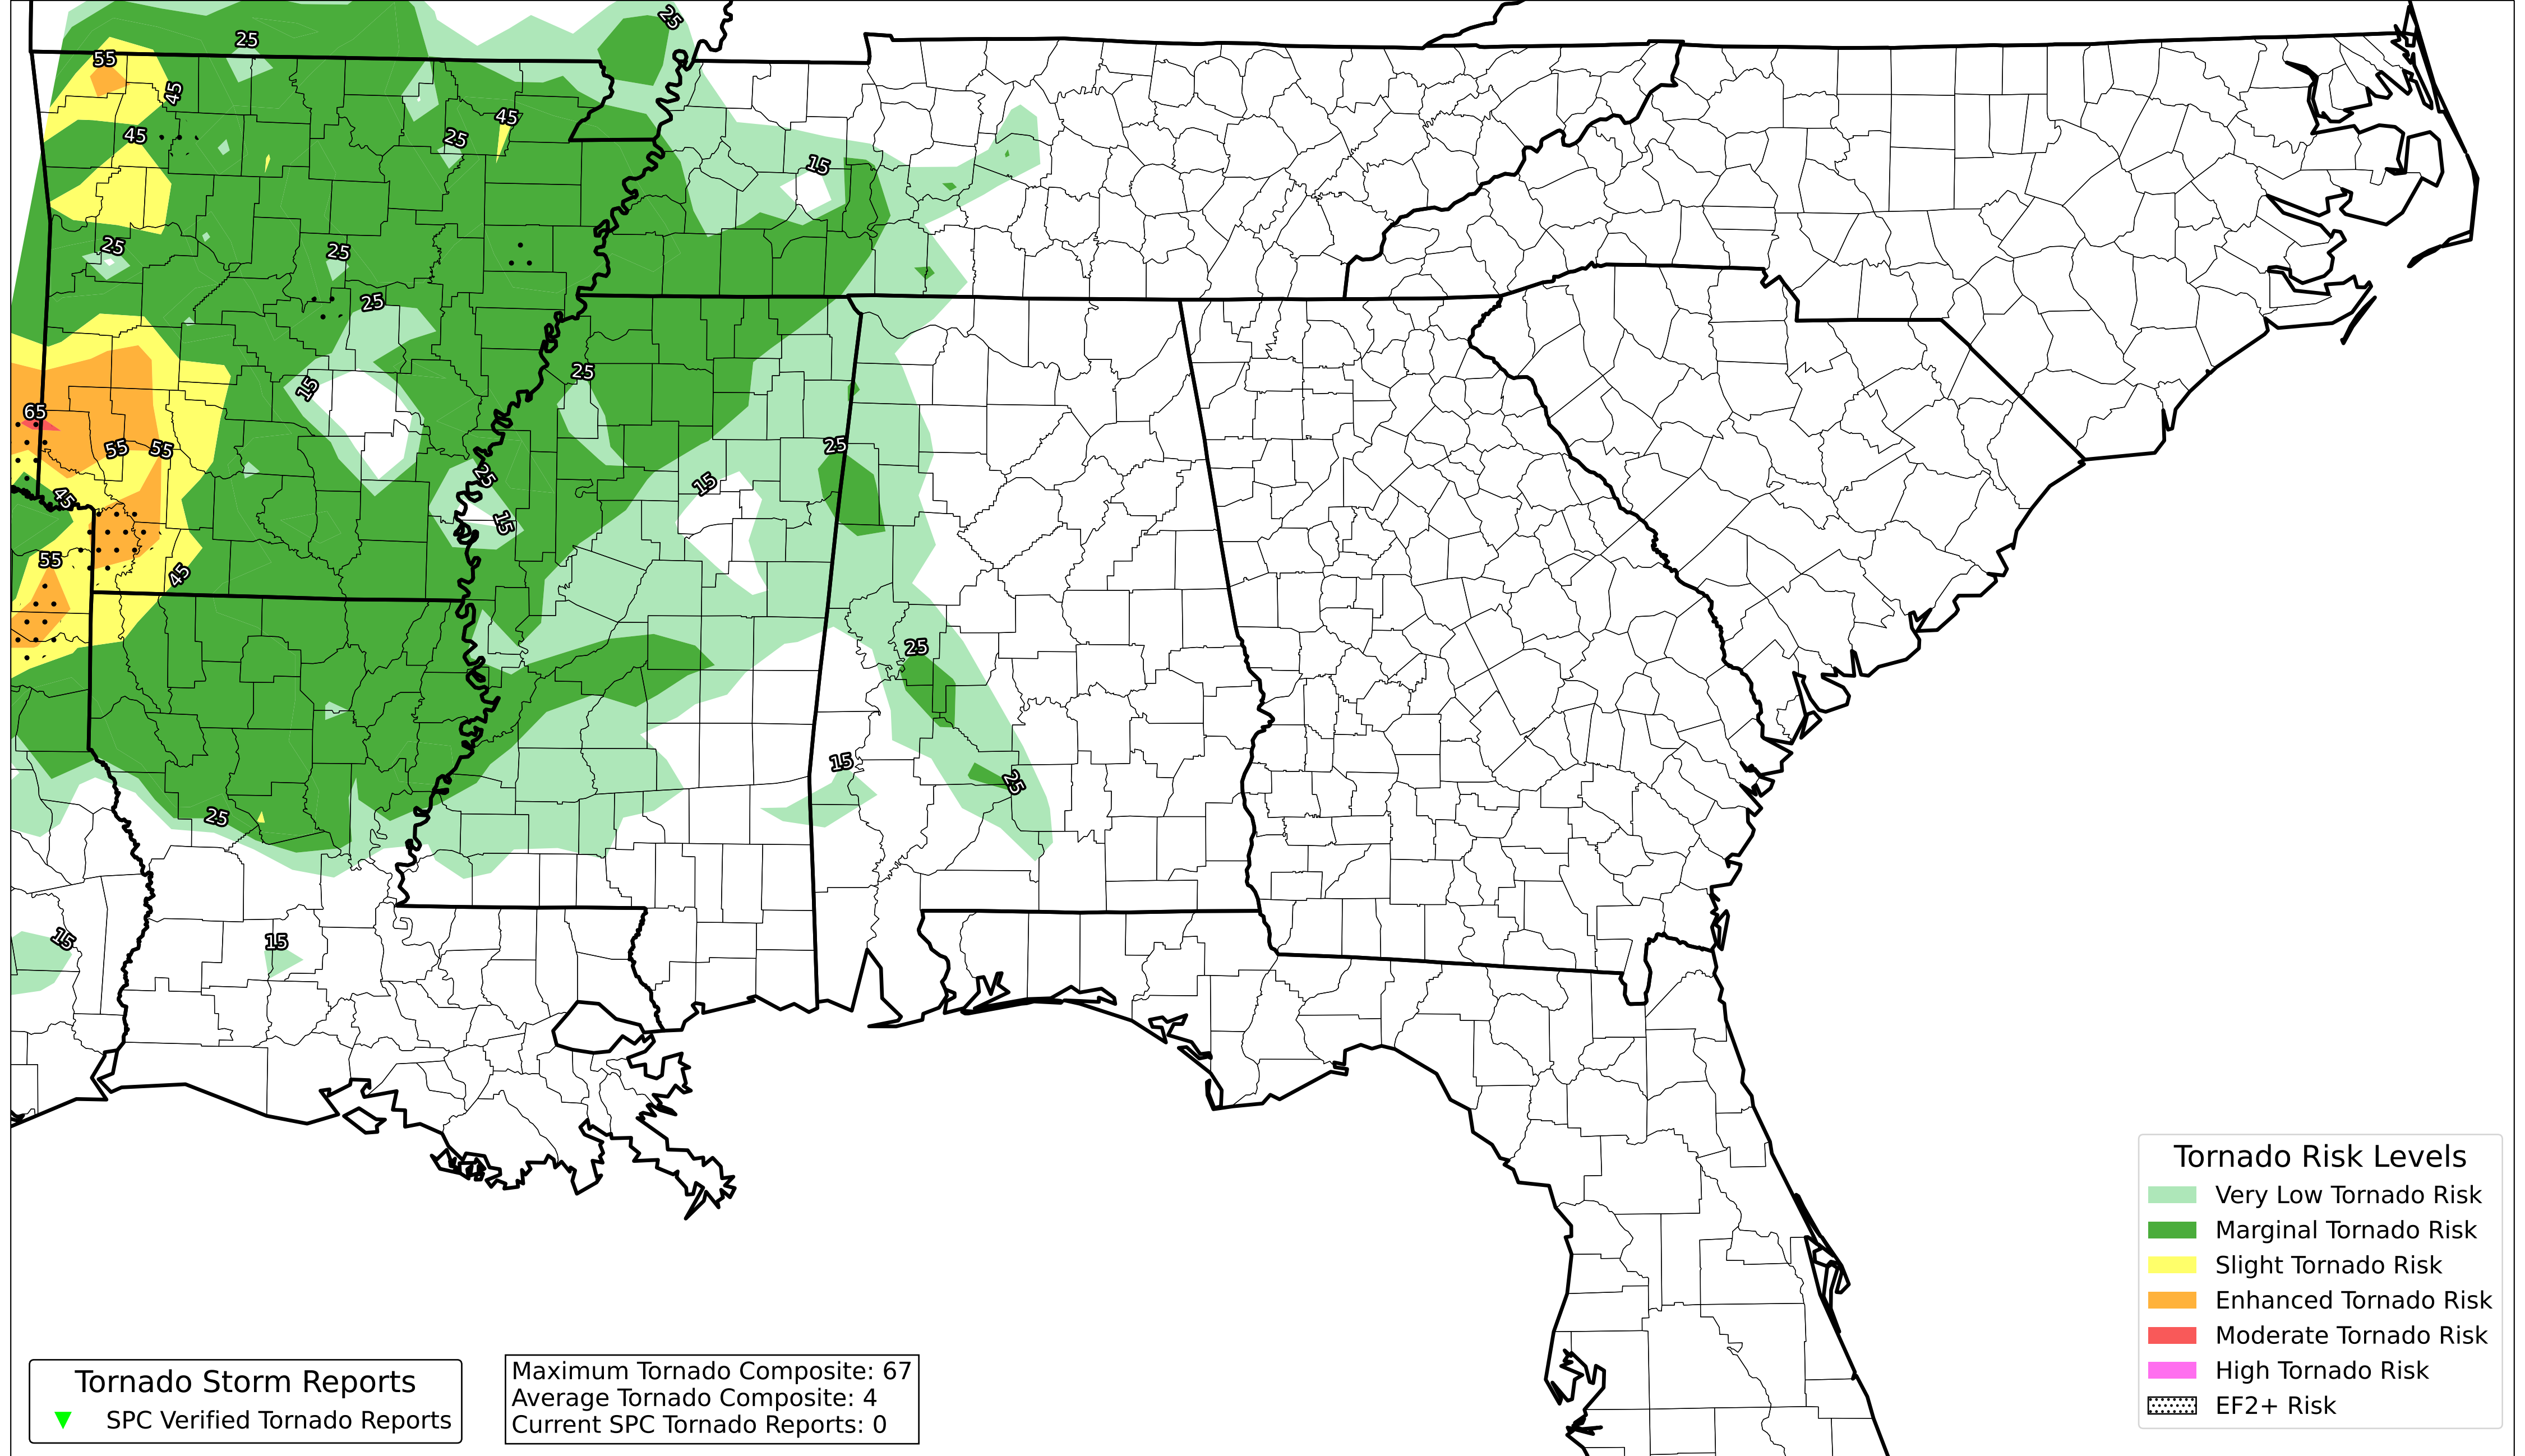 25
25
55
45
45
25
45
15
25
25
25
25
15
65
25
55
55
25
15
45
15
55
45
25
15
25
25
15
15
Tornado Risk Levels
Very Low Tornado Risk
Marginal Tornado Risk
Slight Tornado Risk
Enhanced Tornado Risk
Moderate Tornado Risk
High Tornado Risk
EF2+ Risk
Tornado Storm Reports
SPC Verified Tornado Reports
Maximum Tornado Composite: 67
Average Tornado Composite: 4
Current SPC Tornado Reports: 0